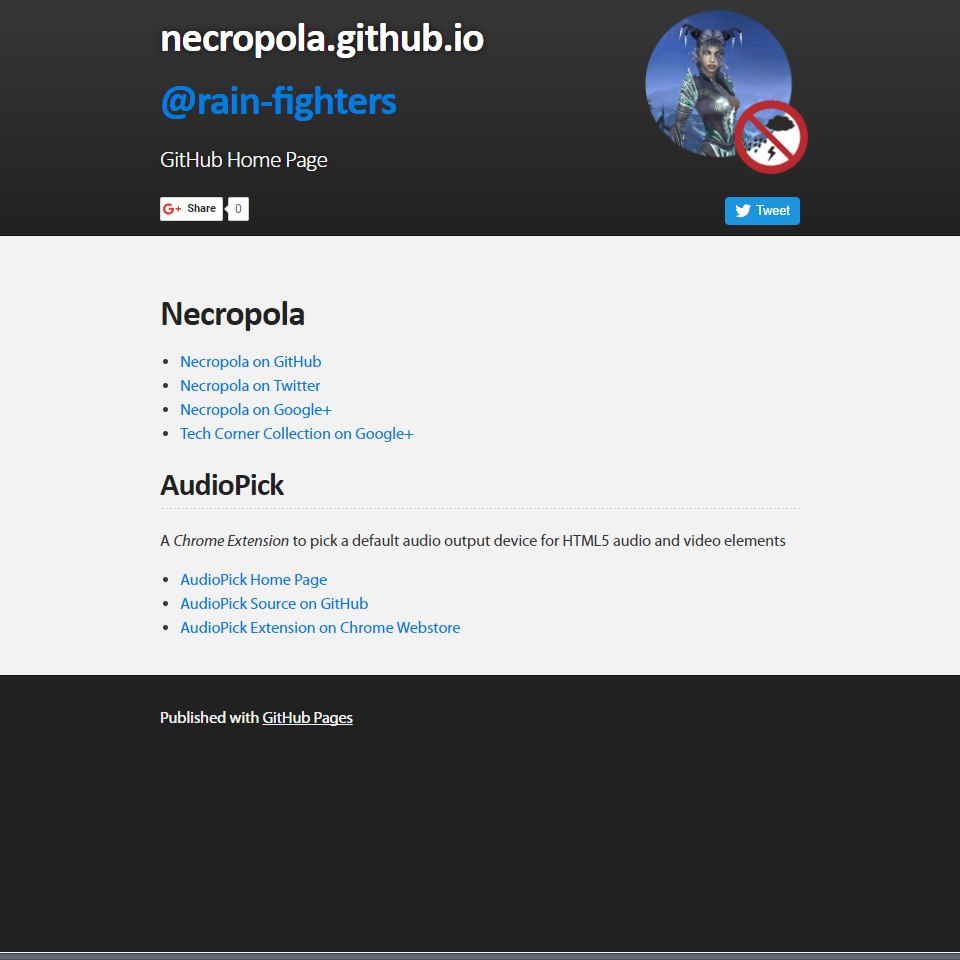 necropola.github.io
@rain-fighters
GitHub Home Page
G+ Share 0
Tweet
Necropola
Necropola on GitHub
Necropola on Twitter
Necropola on Google+
Tech Corner Collection on Google+
AudioPick
A Chrome Extension to pick a default audio output device for HTML5 audio and video elements
AudioPick Home Page
AudioPick Source on GitHub
AudioPick Extension on Chrome Webstore
Published with GitHub Pages